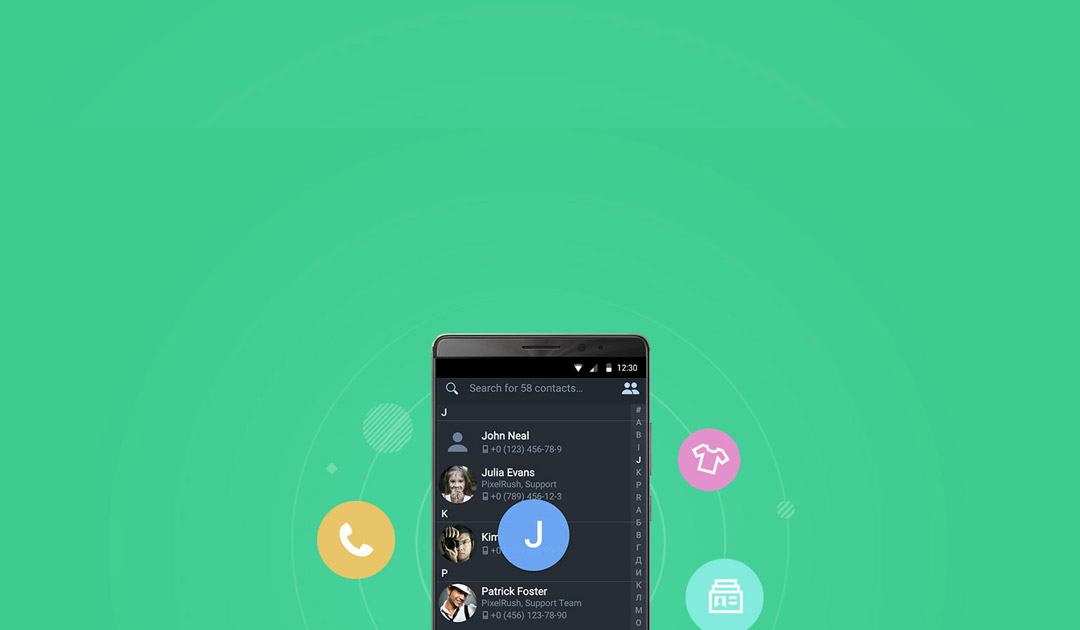 12:30
Search for 58 contacts...
J
John Neal
+0 (123) 456-78-9
Julia Evans
PixelRush, Support
+0 (789) 456-12-3
K
Kim
+0
J
P
Patrick Foster
PixelRush, Support Team
+0 (456) 123-78-90
#
A
B
I
J
K
P
R
А
Б
В
Г
Д
И
К
Л
М
О